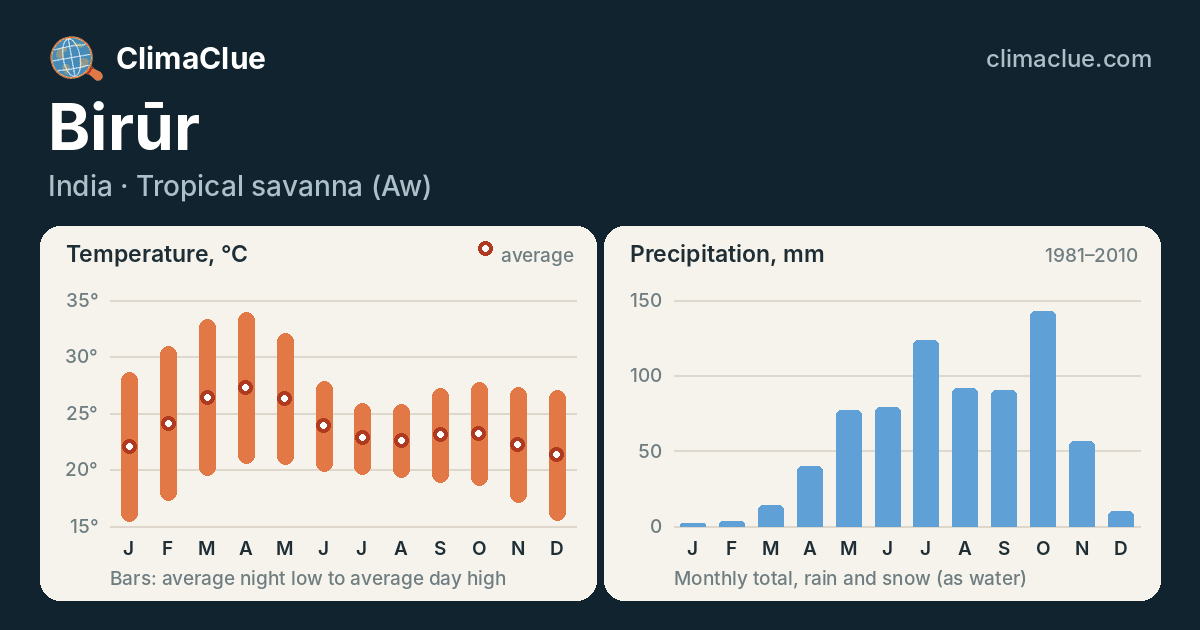 ClimaClue
climaclue.com
Birūr
India · Tropical savanna (Aw)
Temperature, °C
average
35°
30°
25°
20°
15°
J F M A M J J A S O N D
Bars: average night low to average day high
Precipitation, mm
1981–2010
150
100
50
0
J F M A M J J A S O N D
Monthly total, rain and snow (as water)